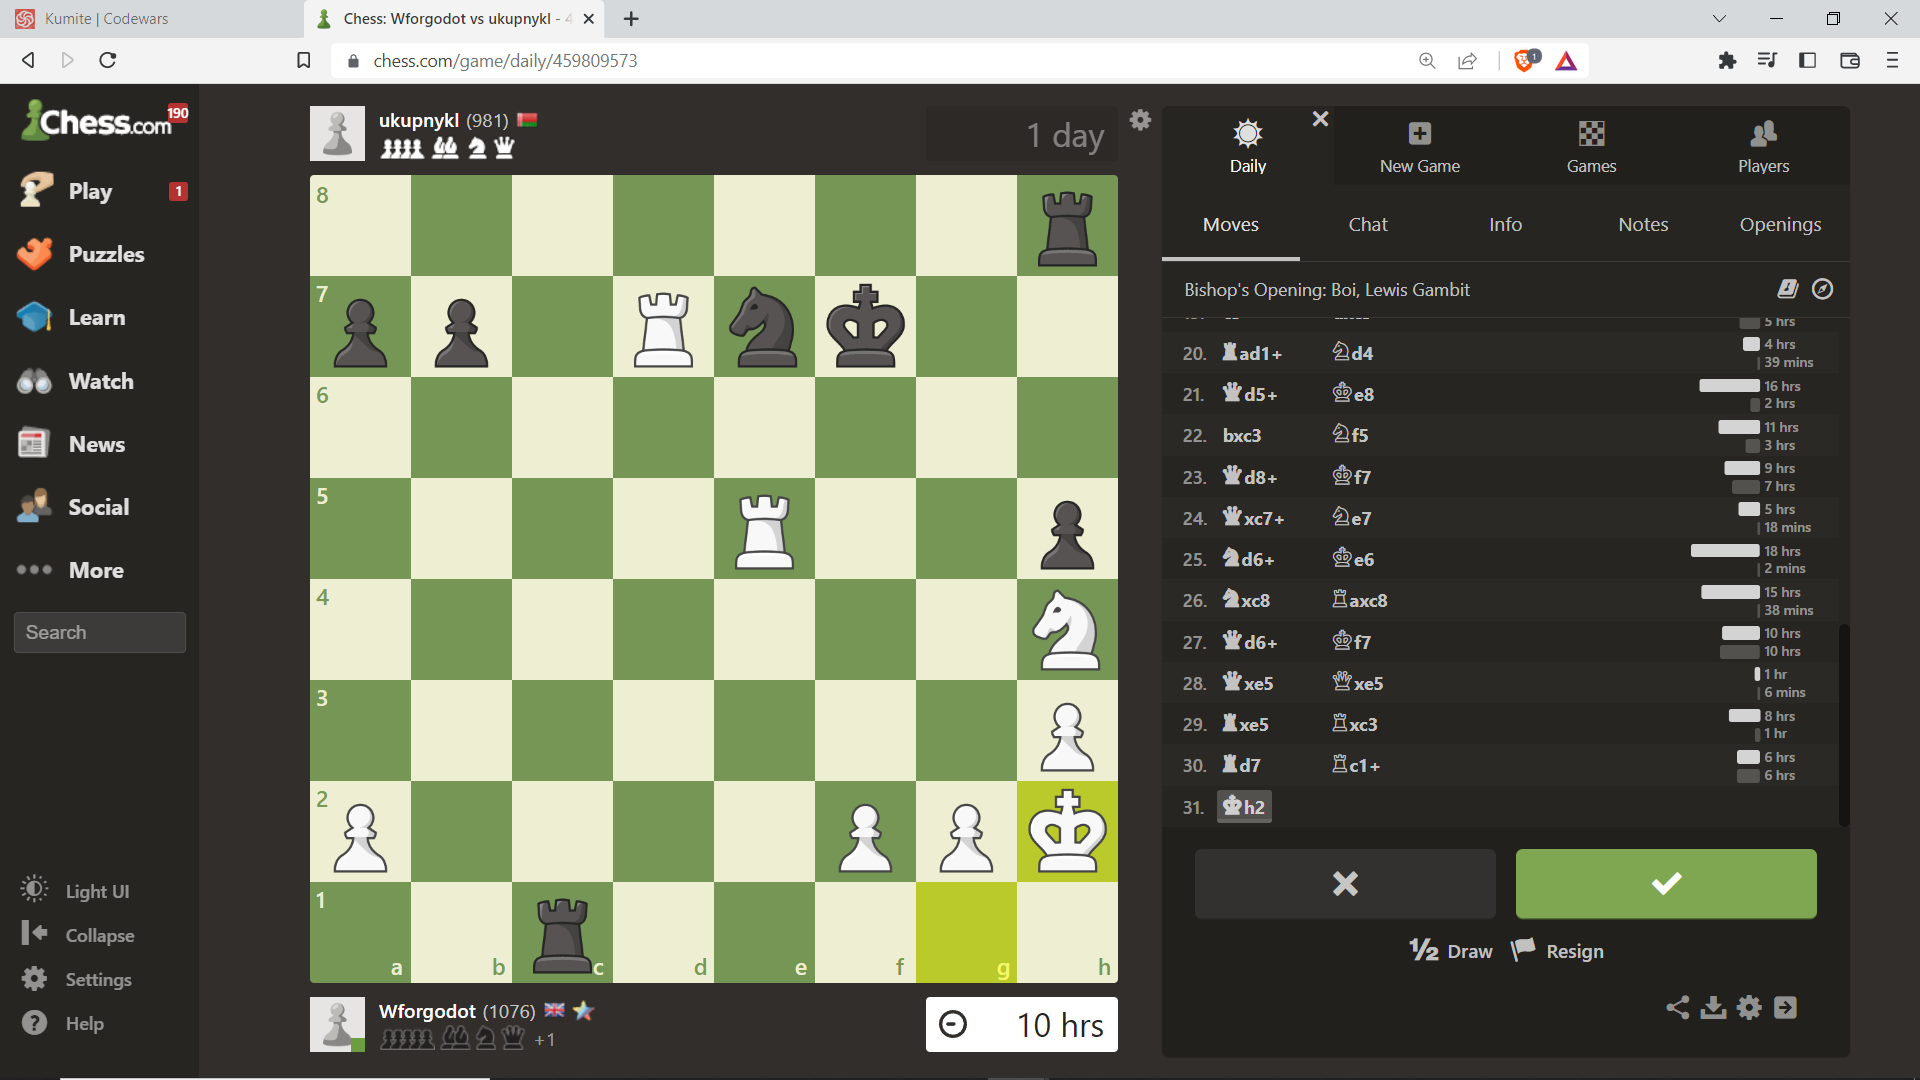 Kumite | Codewars
Chess: Wforgodot vs ukupnykl - 4
chess.com/game/daily/459809573
1
Chess.com
190
Play
1
Puzzles
Learn
Watch
News
Social
More
Search
Light UI
Collapse
Settings
Help
ukupnykl (981)
1 day
8
7
6
5
4
3
2
1
a b c d e f g h
Wforgodot (1076)
+1
10 hrs
Daily
New Game
Games
Players
Moves
Chat
Info
Notes
Openings
Bishop's Opening: Boi, Lewis Gambit
5 hrs
20. ad1+ d4 4 hrs
39 mins
21. d5+ e8 16 hrs
2 hrs
22. bxc3 f5 11 hrs
3 hrs
23. d8+ f7 9 hrs
7 hrs
24. xc7+ e7 5 hrs
18 mins
25. d6+ e6 18 hrs
2 mins
26. xc8 axc8 15 hrs
38 mins
27. d6+ f7 10 hrs
10 hrs
28. xe5 xe5 1 hr
6 mins
29. xe5 xc3 8 hrs
1 hr
30. d7 c1+ 6 hrs
6 hrs
31. h2
½ Draw
Resign